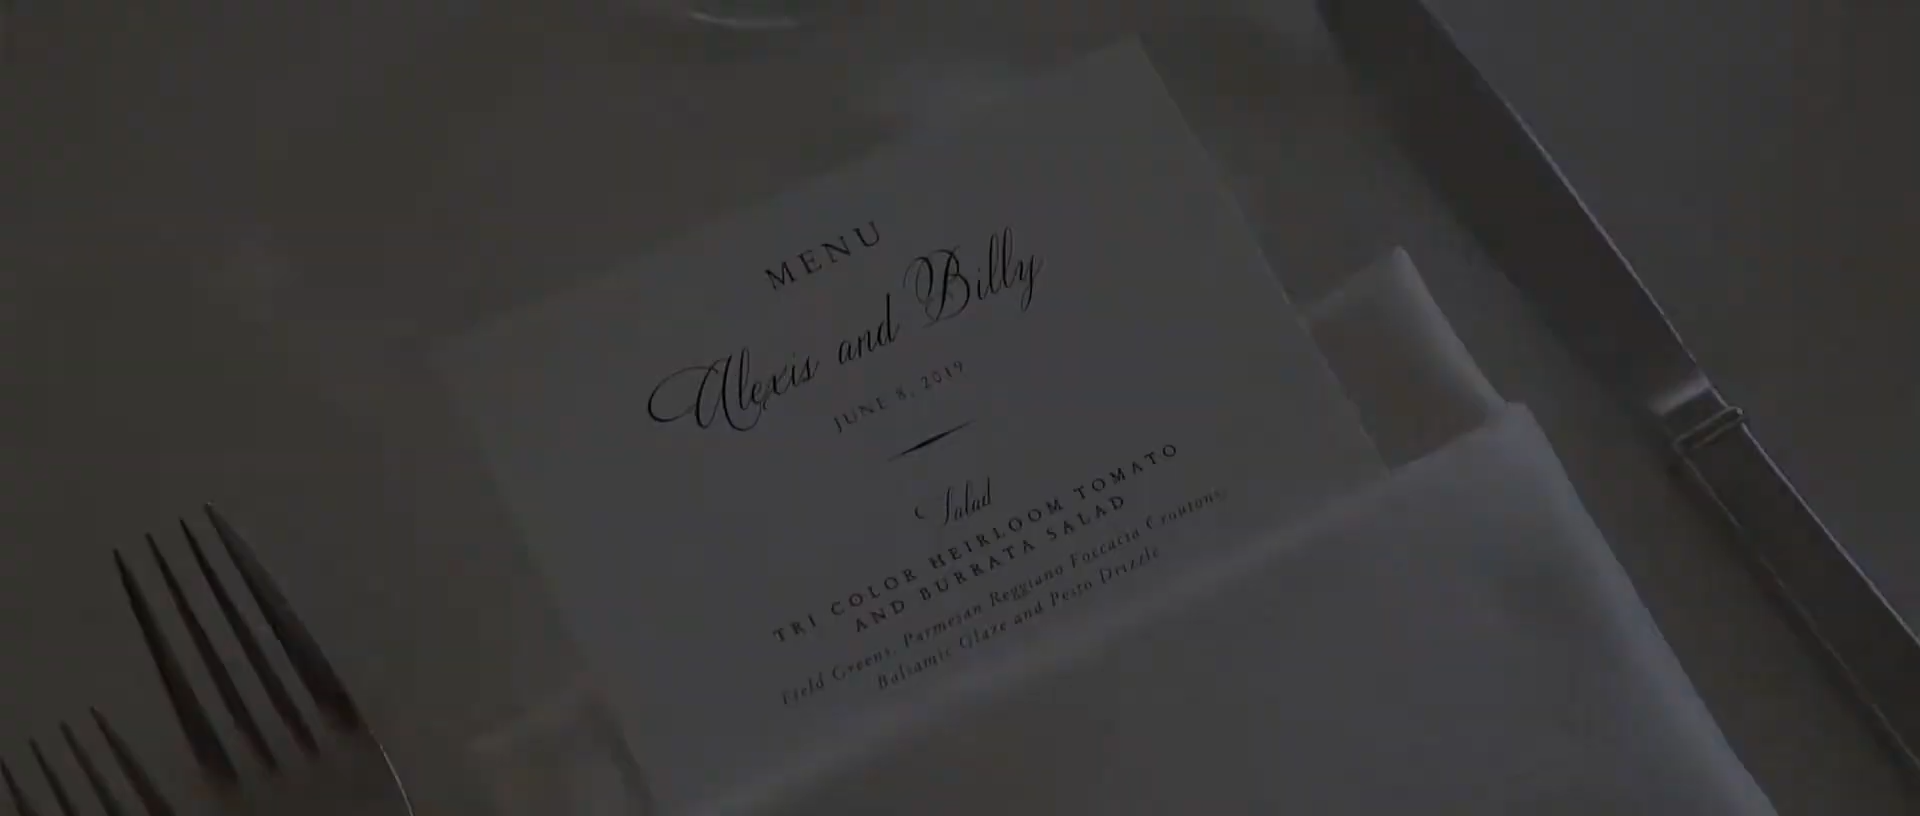 MENU
Alexis and Billy
JUNE 8, 2019
Salad
TRI COLOR HEIRLOOM TOMATO
AND BURRATA SALAD
Field Greens, Parmesan Reggiano Foccacia Croutons,
Balsamic Glaze and Pesto Drizzle